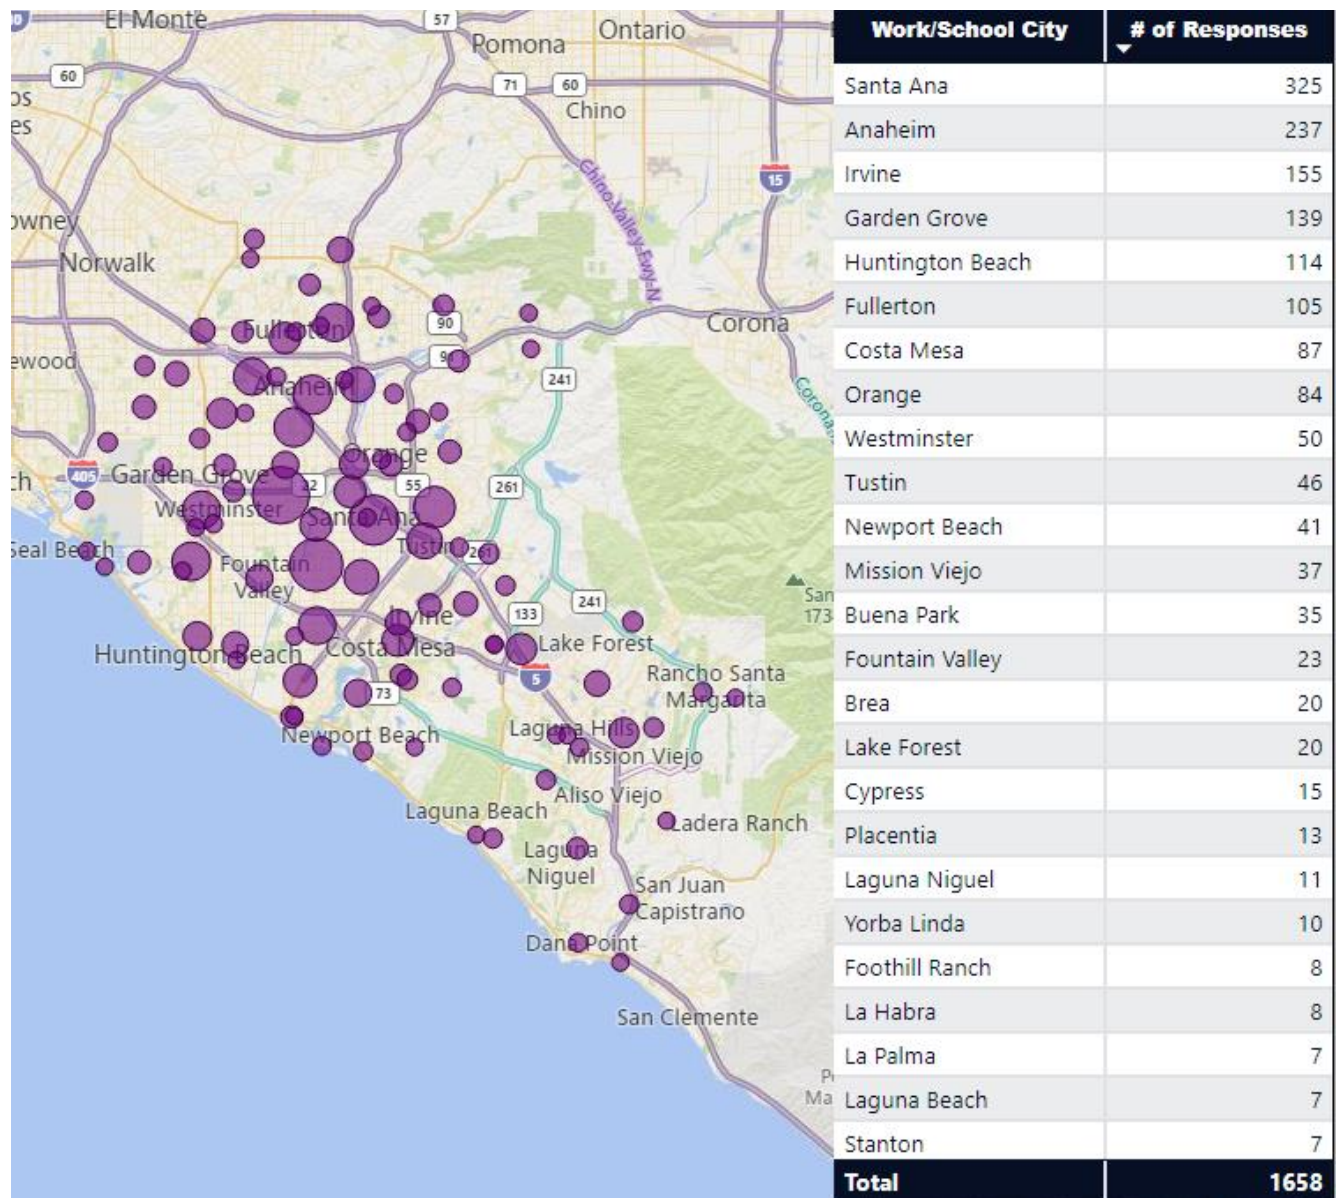 El Monte
57
Pomona
Ontario
60
71
60
Chino
15
Chino Valley Fwy N
Norwalk
Fullerton
90
Corona
91
Anaheim
241
Orange
405
Garden Grove
22
55
261
Westminster
Santa Ana
Seal Beach
Tustin
261
Fountain
Valley
241
133
Irvine
Huntington Beach
Costa Mesa
Lake Forest
5
Rancho Santa
Margarita
73
Newport Beach
Laguna Hills
Mission Viejo
Aliso Viejo
Laguna Beach
Ladera Ranch
Laguna
Niguel
San Juan
Capistrano
Dana Point
San Clemente
Work/School City # of Responses
Santa Ana 325
Anaheim 237
Irvine 155
Garden Grove 139
Huntington Beach 114
Fullerton 105
Costa Mesa 87
Orange 84
Westminster 50
Tustin 46
Newport Beach 41
Mission Viejo 37
Buena Park 35
Fountain Valley 23
Brea 20
Lake Forest 20
Cypress 15
Placentia 13
Laguna Niguel 11
Yorba Linda 10
Foothill Ranch 8
La Habra 8
La Palma 7
Laguna Beach 7
Stanton 7
Total 1658